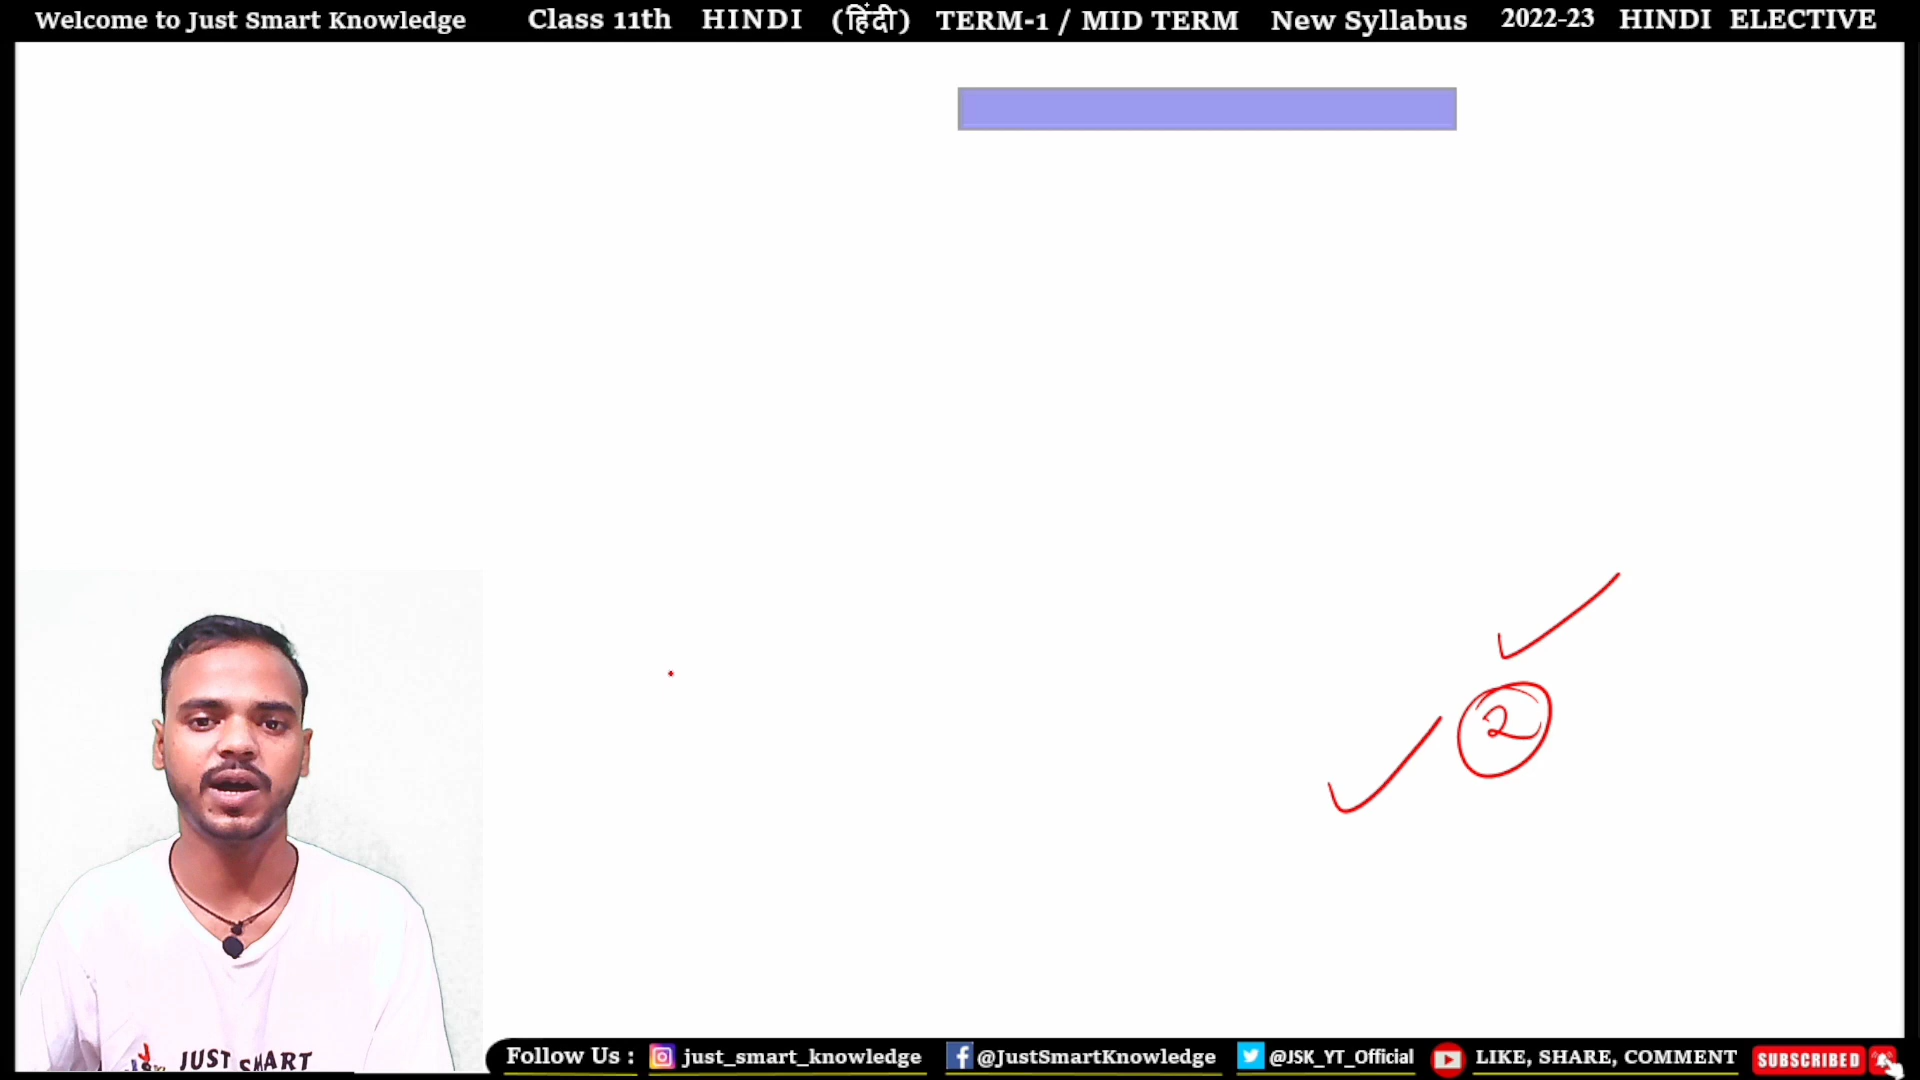 Welcome to Just Smart Knowledge Class 11th HINDI (हिंदी) TERM-1 / MID TERM New Syllabus 2022-23 HINDI ELECTIVE
2
JUST SMART
Follow Us : just_smart_knowledge @JustSmartKnowledge @JSK_YT_Official LIKE, SHARE, COMMENT SUBSCRIBED